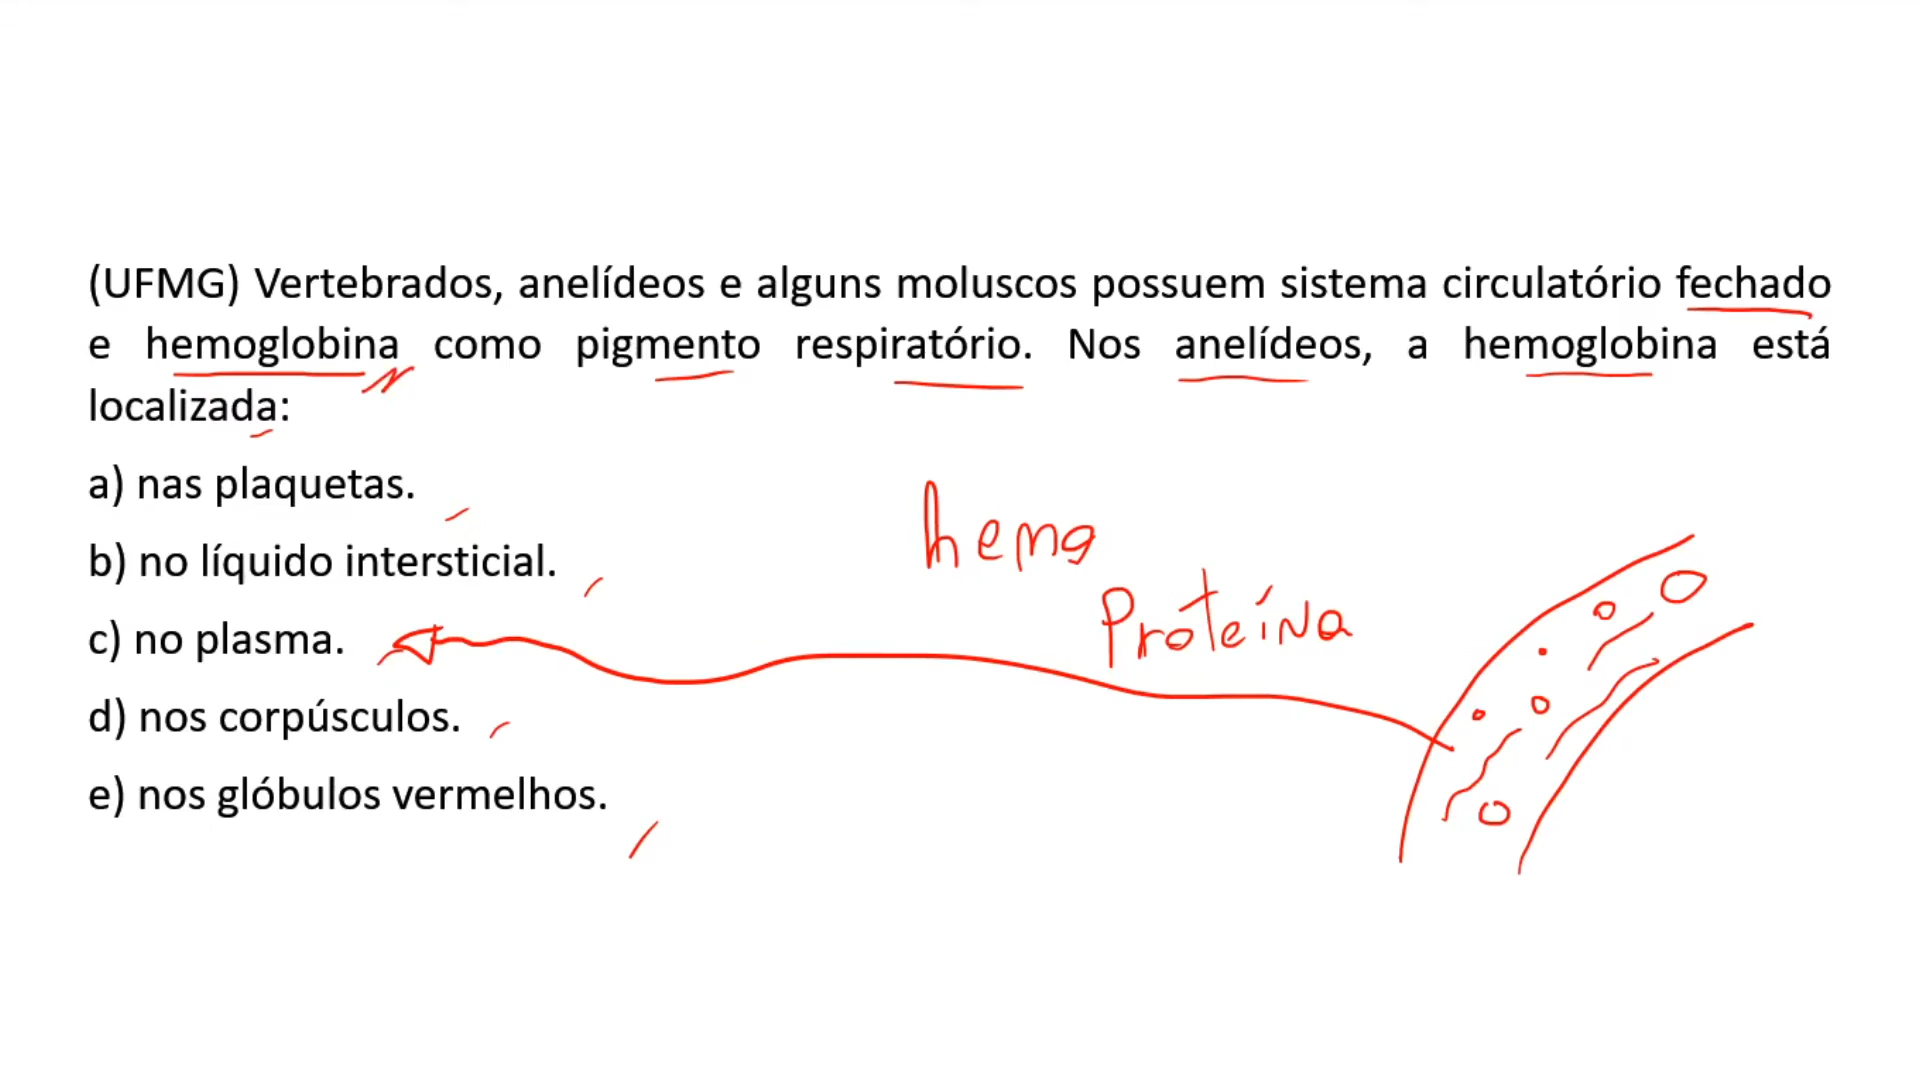 (UFMG) Vertebrados, anelídeos e alguns moluscos possuem sistema circulatório fechado
e hemoglobina como pigmento respiratório. Nos anelídeos, a hemoglobina está
localizada:
a) nas plaquetas.
b) no líquido intersticial.
c) no plasma.
d) nos corpúsculos.
e) nos glóbulos vermelhos.
hemo
Proteína